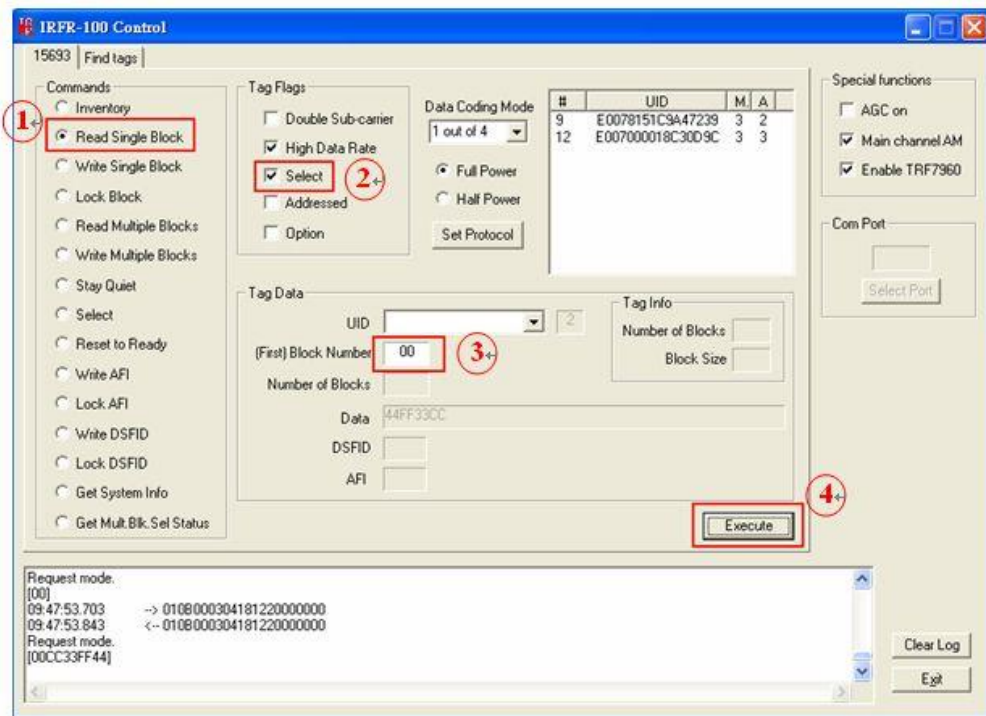 IRFR-100 Control
15693 Find tags
Commands
Inventory
1
Read Single Block
Write Single Block
Lock Block
Read Multiple Blocks
Write Multiple Blocks
Stay Quiet
Select
Reset to Ready
Write AFI
Lock AFI
Write DSFID
Lock DSFID
Get System Info
Get Mult.Blk.Sel Status
Tag Flags
Double Sub-carrier
High Data Rate
Select
2
Addressed
Option
Data Coding Mode
1 out of 4
Full Power
Half Power
Set Protocol
# UID M. A
9 E0078151C9A47239 3 2
12 E007000018C30D9C 3 3
Special functions
AGC on
Main channel AM
Enable TRF7960
Com Port
Select Port
Tag Data
UID 2
(First) Block Number 00
3
Number of Blocks
Data 44FF33CC
DSFID
AFI
Tag Info
Number of Blocks
Block Size
4
Execute
Request mode.
[00]
09:47:53.703 --> 010B000304181220000000
09:47:53.843 <-- 010B000304181220000000
Request mode.
[00CC33FF44]
Clear Log
Exit